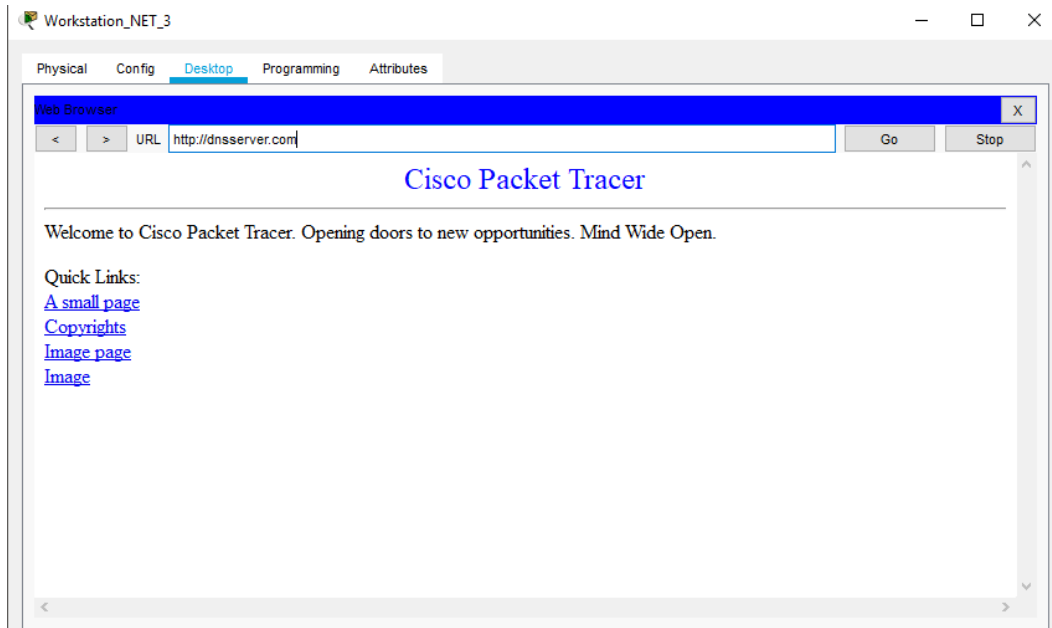 Workstation_NET_3
Physical Config Desktop Programming Attributes
Web Browser X
< > URL http://dnsserver.com Go Stop
Cisco Packet Tracer
Welcome to Cisco Packet Tracer. Opening doors to new opportunities. Mind Wide Open.
Quick Links:
A small page
Copyrights
Image page
Image